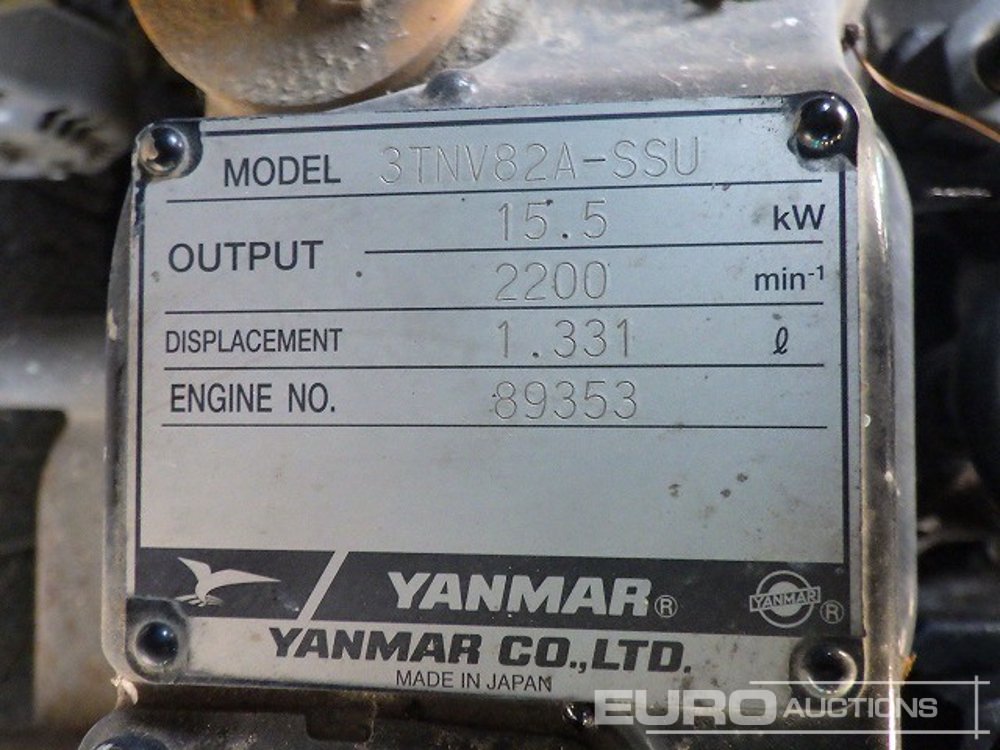 MODEL 3TNV82A-SSU
OUTPUT 15.5 kW
2200 min-1
DISPLACEMENT 1.331 ℓ
ENGINE NO. 89353
YANMAR® YANMAR ®
YANMAR CO.,LTD.
MADE IN JAPAN
EURO AUCTIONS